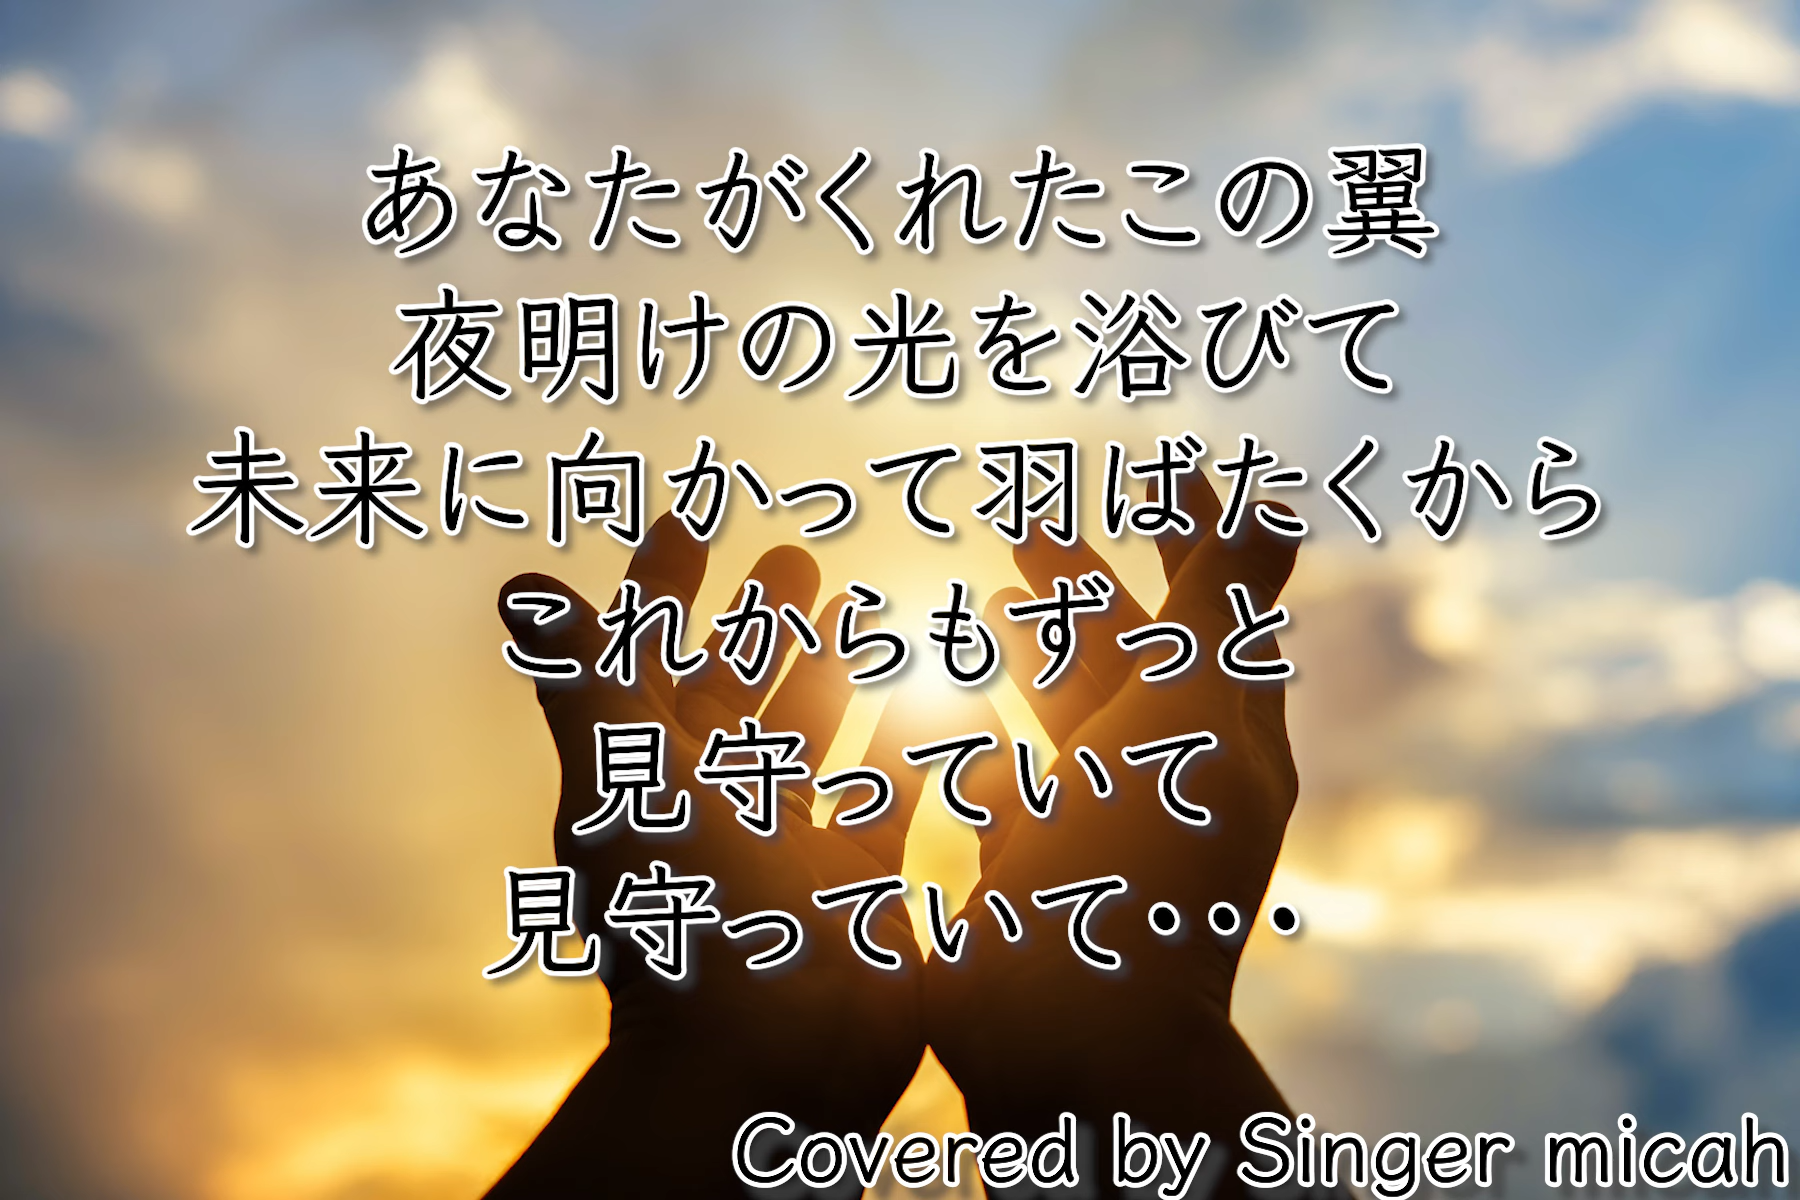 あなたがくれたこの翼
夜明けの光を浴びて
未来に向かって羽ばたくから
これからもずっと
見守っていて
見守っていて・・・
Covered by Singer micah